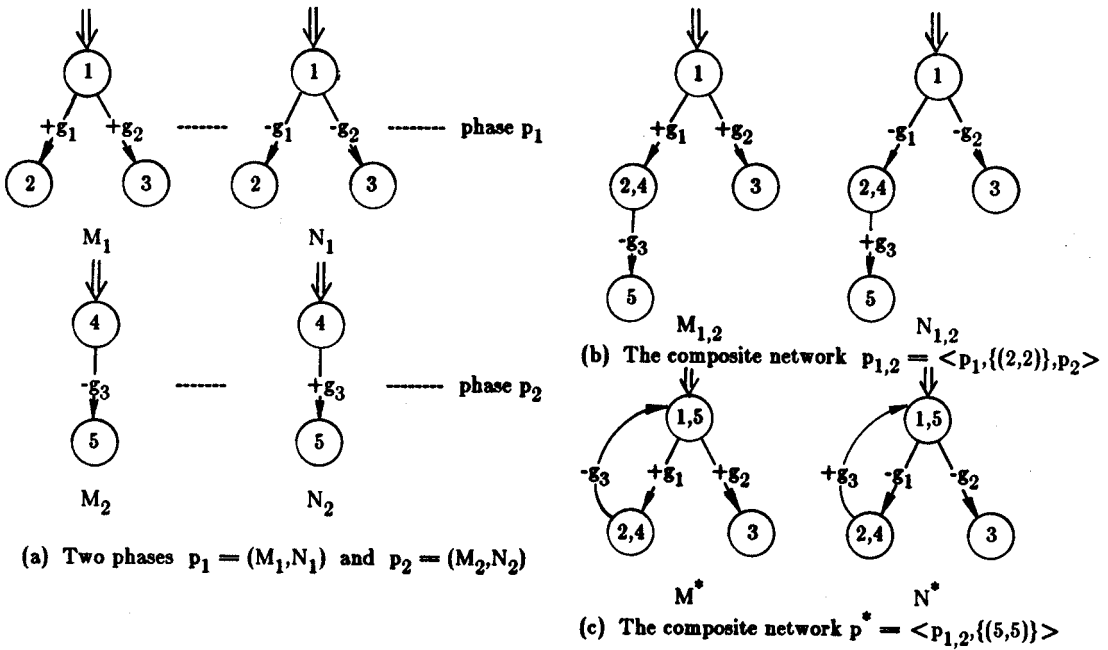 1 1
+g1 +g2 -g1 -g2 phase p1
2 3 2 3
M1 N1
4 4
-g3 +g3 phase p2
5 5
M2 N2
(a) Two phases p1 = (M1,N1) and p2 = (M2,N2)
1 1
+g1 +g2 -g1 -g2
2,4 3 2,4 3
-g3 +g3
5 5
M1,2 N1,2
(b) The composite network p1,2 = <p1,{(2,2)},p2>
1,5 1,5
-g3 +g1 +g2 +g3 -g1 -g2
2,4 3 2,4 3
M* N*
(c) The composite network p* = <p1,2,{(5,5)}>